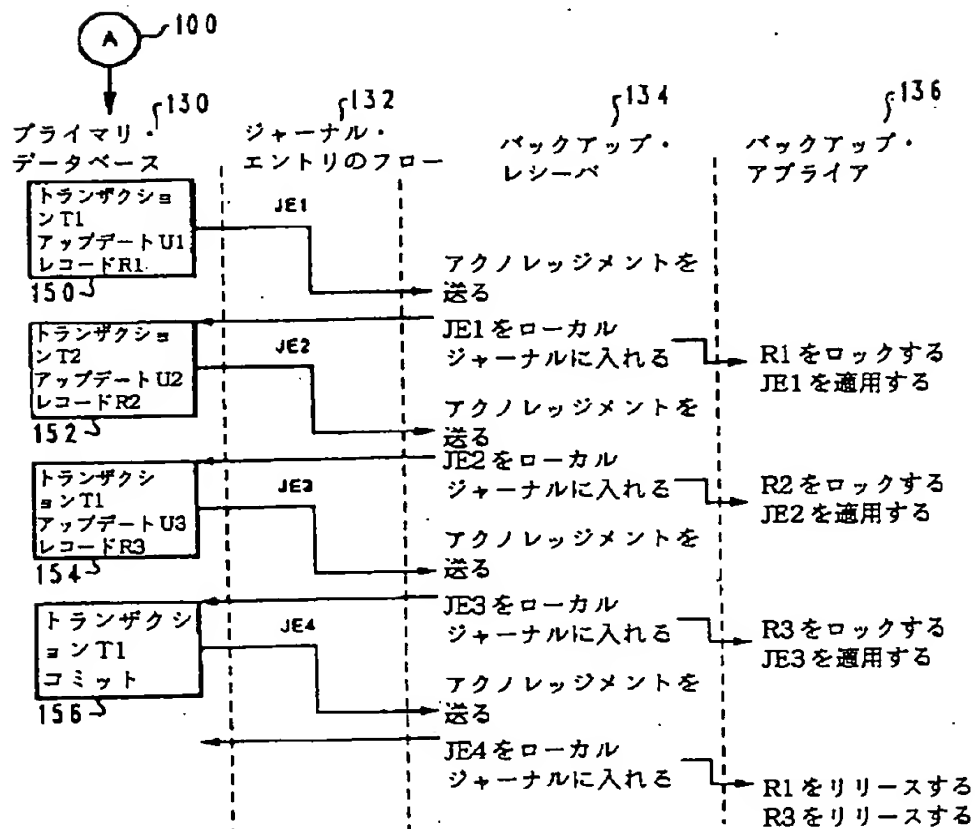 A
100
130
132
134
136
プライマリ・
データベース
ジャーナル・
エントリのフロー
バックアップ・
レシーバ
バックアップ・
アプライア
トランザクショ
ンT1
アップデートU1
レコードR1
150
JE1
アクノレッジメントを
送る
JE1をローカル
ジャーナルに入れる
R1をロックする
JE1を適用する
トランザクショ
ンT2
アップデートU2
レコードR2
152
JE2
アクノレッジメントを
送る
JE2をローカル
ジャーナルに入れる
R2をロックする
JE2を適用する
トランザクシ
ョンT1
アップデートU3
レコードR3
154
JE3
アクノレッジメントを
送る
JE3をローカル
ジャーナルに入れる
R3をロックする
JE3を適用する
トランザクシ
ョンT1
コミット
156
JE4
アクノレッジメントを
送る
JE4をローカル
ジャーナルに入れる
R1をリリースする
R3をリリースする